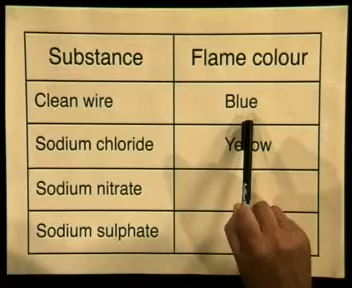 Substance Flame colour
Clean wire Blue
Sodium chloride Yellow
Sodium nitrate
Sodium sulphate